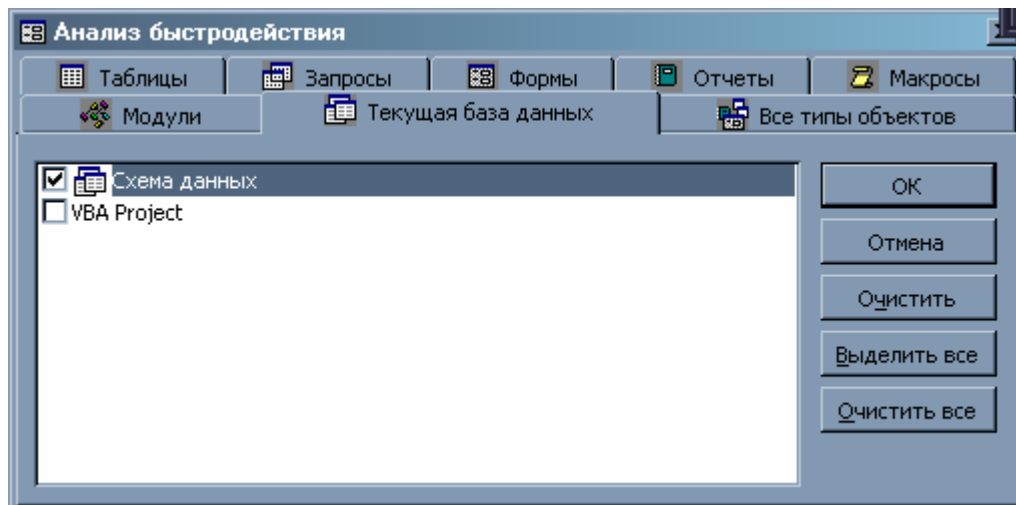 Анализ быстродействия
Таблицы Запросы Формы Отчеты Макросы
Модули Текущая база данных Все типы объектов
Схема данных
VBA Project
ОК
Отмена
Очистить
Выделить все
Очистить все